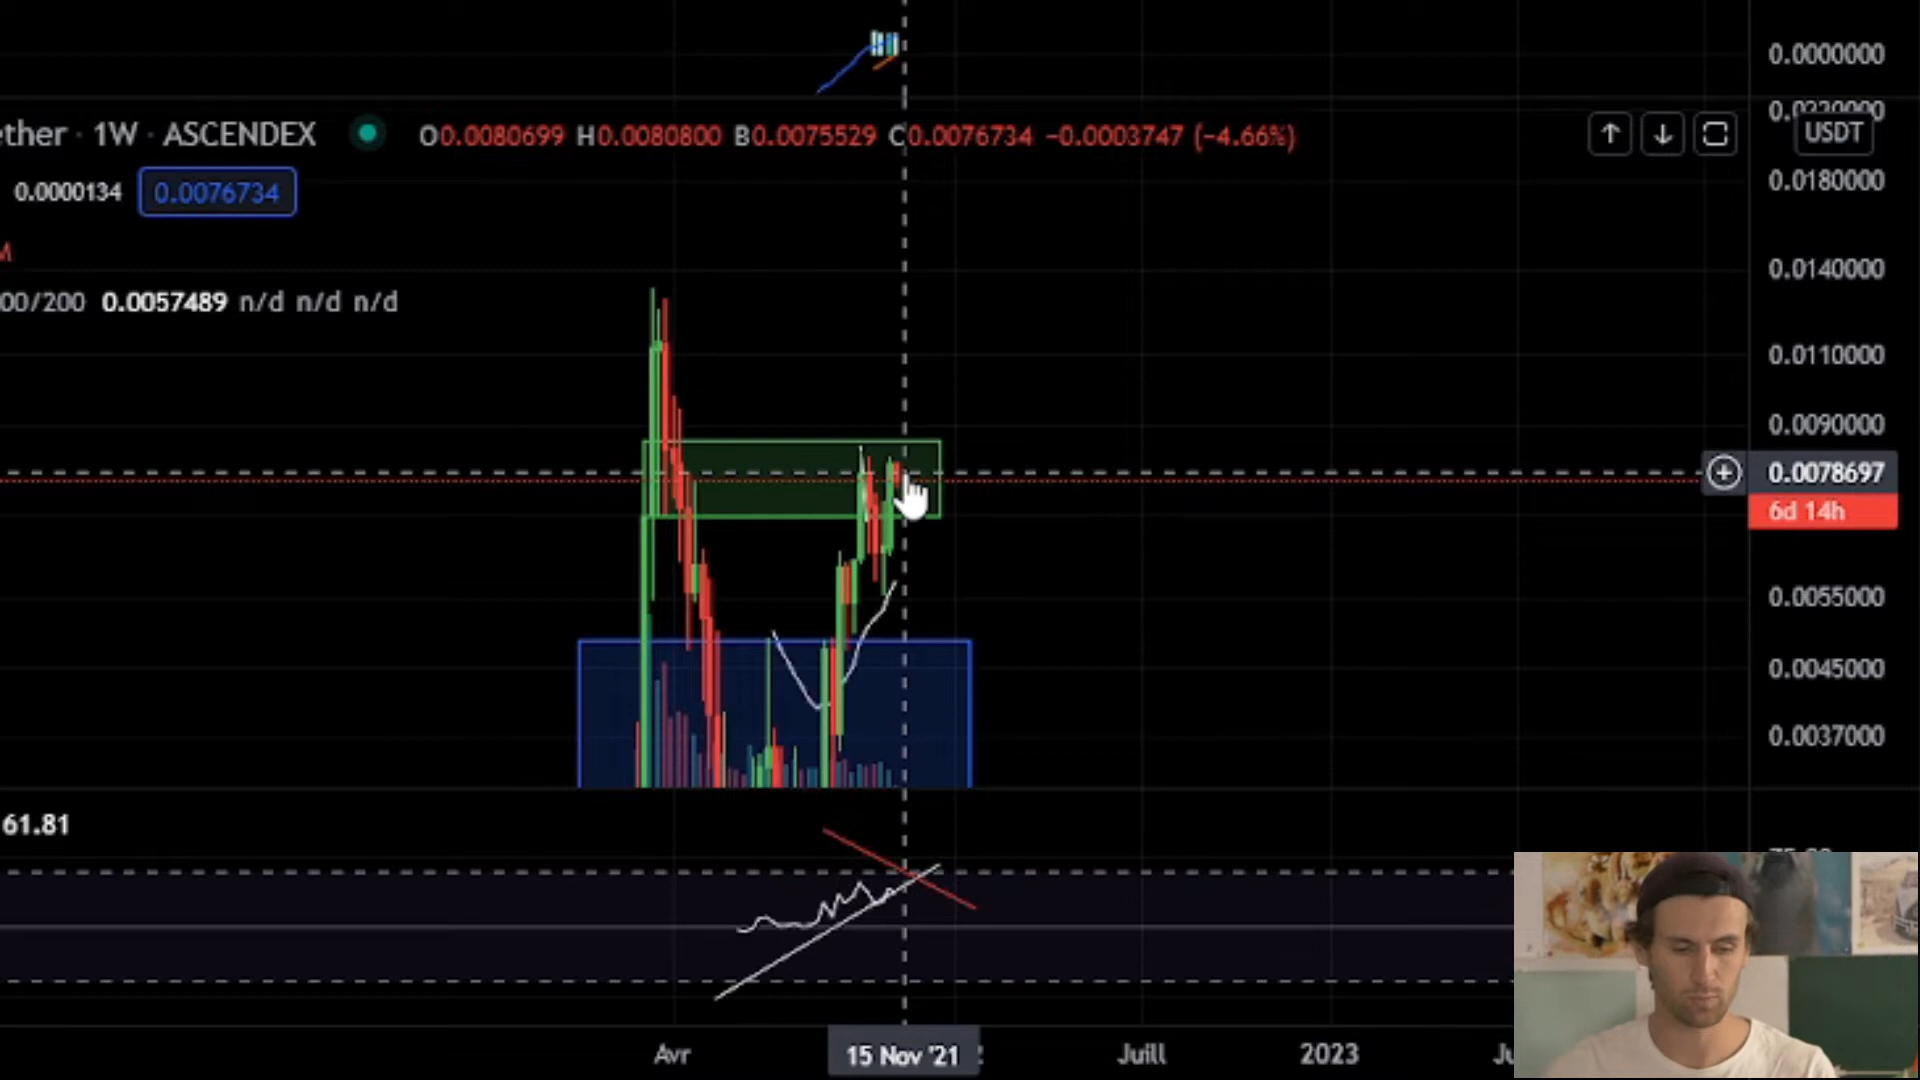 0.0000000
ether · 1W · ASCENDEX O0.0080699 H0.0080800 B0.0075529 C0.0076734 −0.0003747 (−4.66%)
USDT
0.0180000
0.0000134 0.0076734
M
0.0140000
00/200 0.0057489 n/d n/d n/d
0.0110000
0.0090000
0.0078697
6d 14h
0.0055000
0.0045000
0.0037000
61.81
Avr 15 Nov '21 Juill 2023